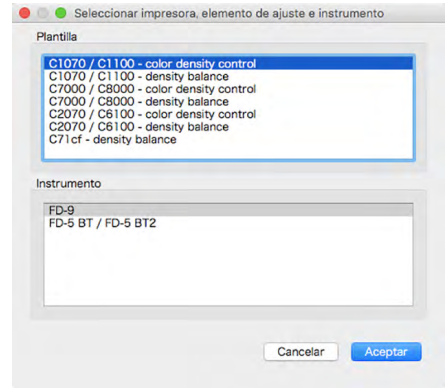 Seleccionar impresora, elemento de ajuste e instrumento
Plantilla
C1070 / C1100 - color density control
C1070 / C1100 - density balance
C7000 / C8000 - color density control
C7000 / C8000 - density balance
C2070 / C6100 - color density control
C2070 / C6100 - density balance
C71cf - density balance
Instrumento
FD-9
FD-5 BT / FD-5 BT2
Cancelar
Aceptar